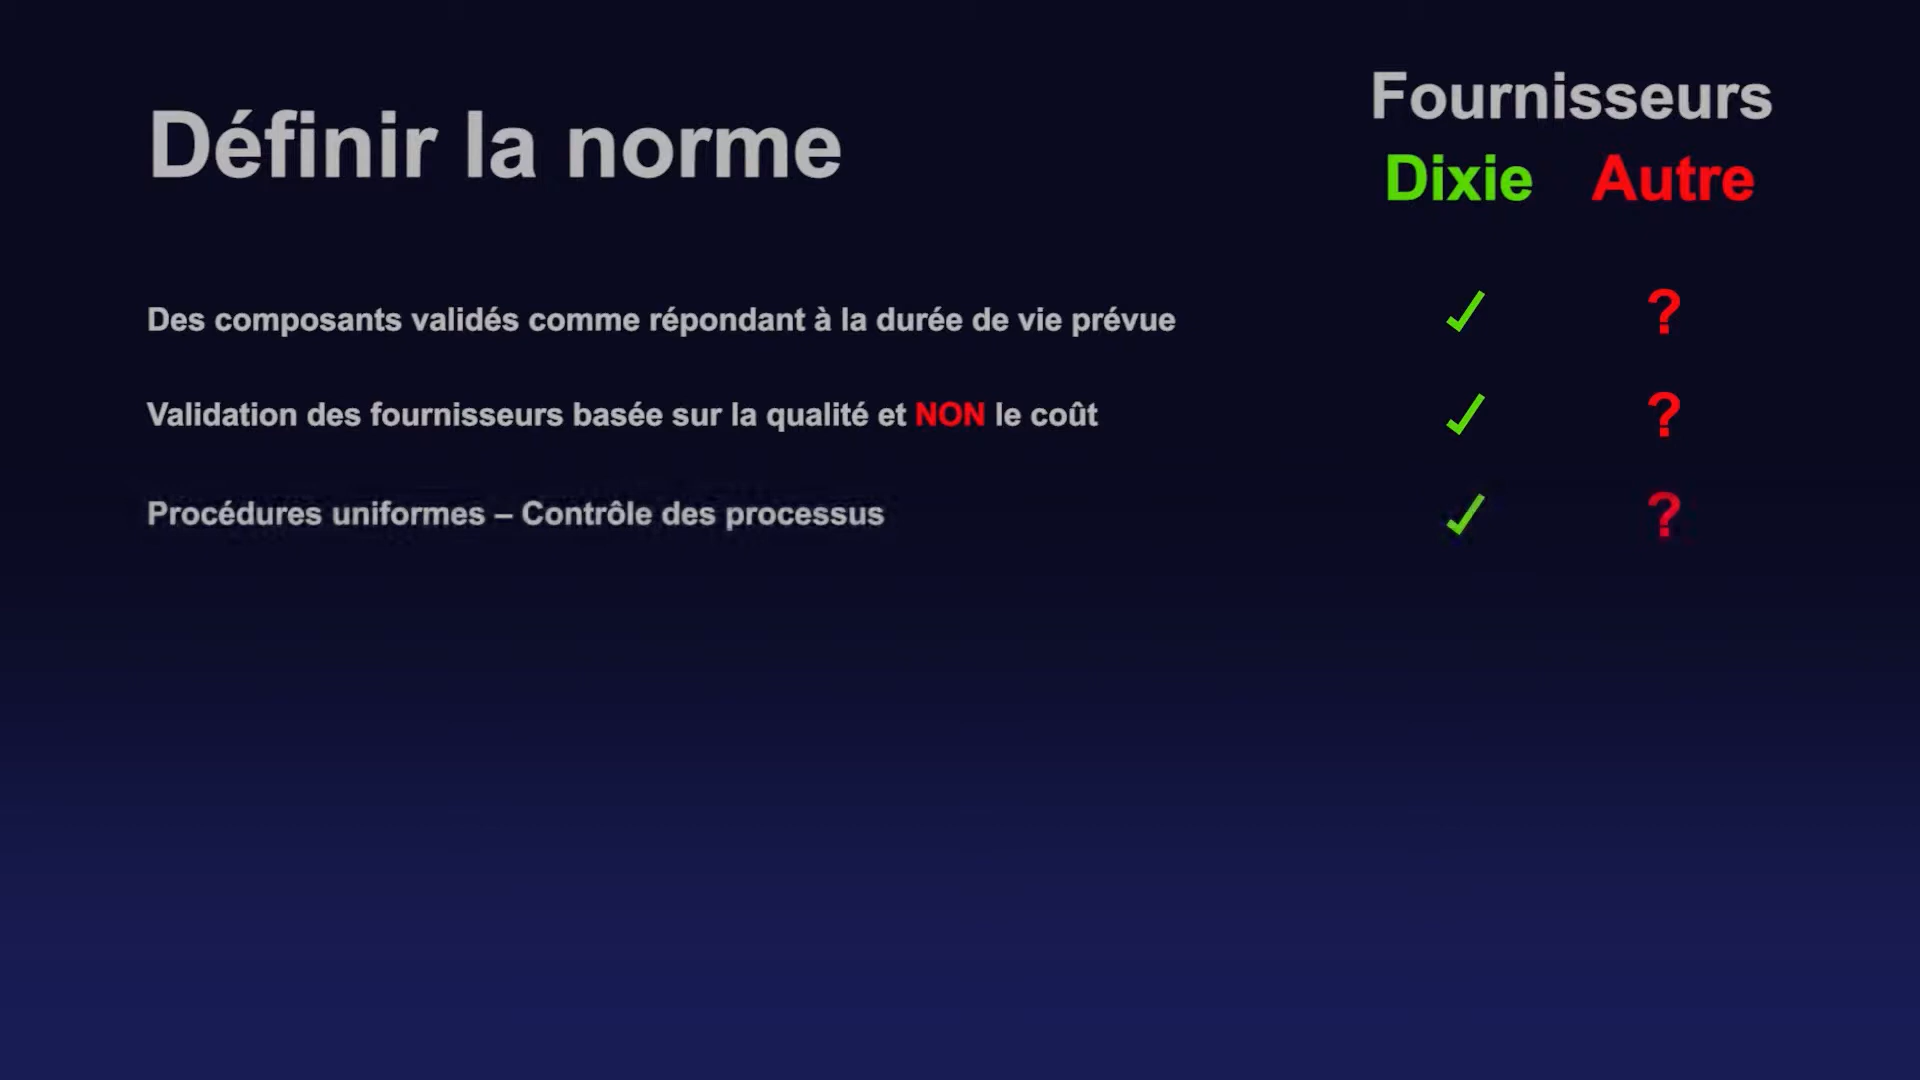 Définir la norme
Fournisseurs
Dixie Autre
Des composants validés comme répondant à la durée de vie prévue ✓ ?
Validation des fournisseurs basée sur la qualité et NON le coût ✓ ?
Procédures uniformes – Contrôle des processus ✓ ?